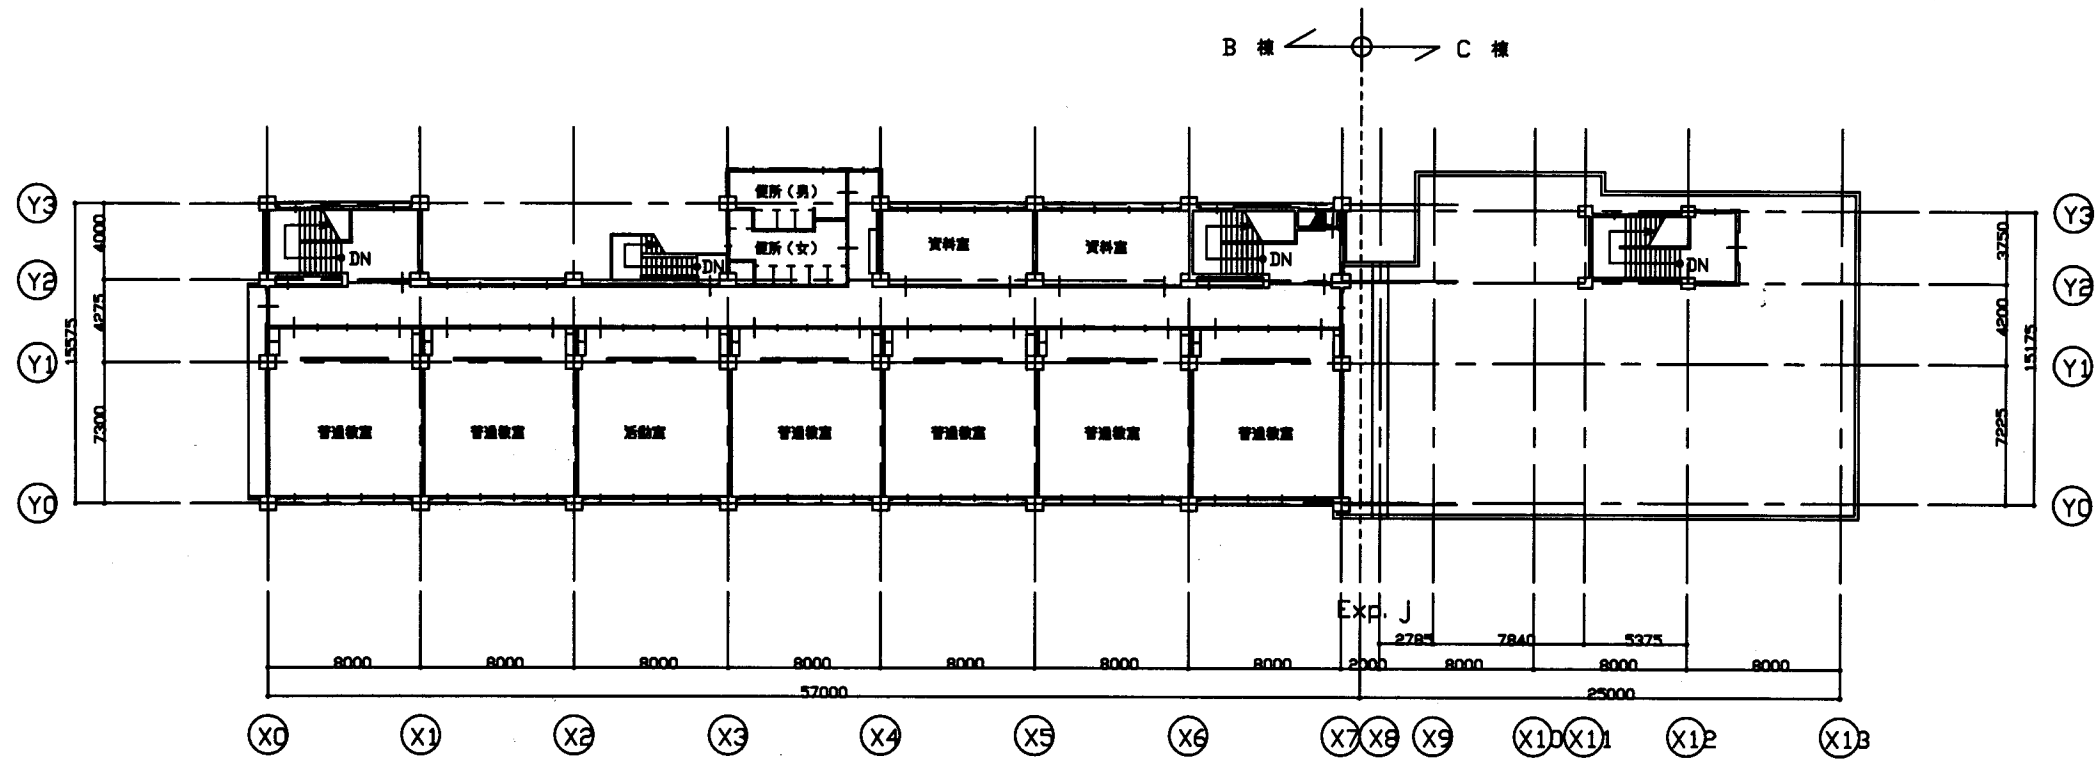 B 棟
C 棟
Y3
4000
Y2
4275
15575
Y1
7300
Y0
DN
DN
便所(男)
便所(女)
資料室
資料室
DN
DN
Y3
3750
Y2
4200
15175
Y1
7225
Y0
普通教室
普通教室
活動室
普通教室
普通教室
普通教室
普通教室
Exp. j
2785
7840
5375
8000
8000
8000
8000
8000
8000
8000
2000
8000
8000
8000
57000
25000
X0
X1
X2
X3
X4
X5
X6
X7
X8
X9
X10
X11
X12
X13